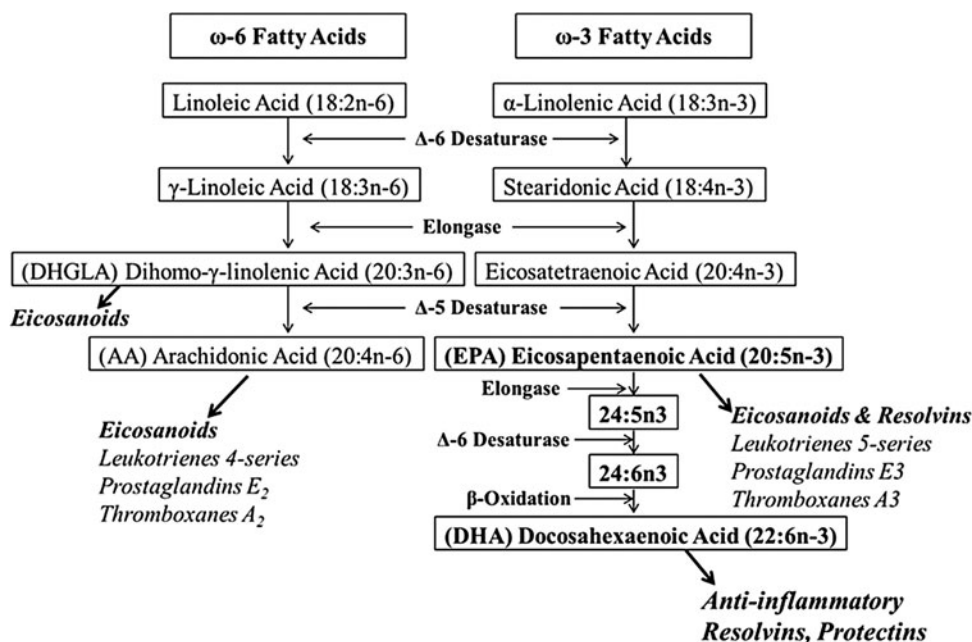 ω-6 Fatty Acids
ω-3 Fatty Acids
Linoleic Acid (18:2n-6)
α-Linolenic Acid (18:3n-3)
Δ-6 Desaturase
γ-Linoleic Acid (18:3n-6)
Stearidonic Acid (18:4n-3)
Elongase
(DHGLA) Dihomo-γ-linolenic Acid (20:3n-6)
Eicosatetraenoic Acid (20:4n-3)
Eicosanoids
Δ-5 Desaturase
(AA) Arachidonic Acid (20:4n-6)
(EPA) Eicosapentaenoic Acid (20:5n-3)
Elongase
24:5n3
Δ-6 Desaturase
24:6n3
β-Oxidation
Eicosanoids
Leukotrienes 4-series
Prostaglandins E₂
Thromboxanes A₂
Eicosanoids & Resolvins
Leukotrienes 5-series
Prostaglandins E3
Thromboxanes A3
(DHA) Docosahexaenoic Acid (22:6n-3)
Anti-inflammatory
Resolvins, Protectins